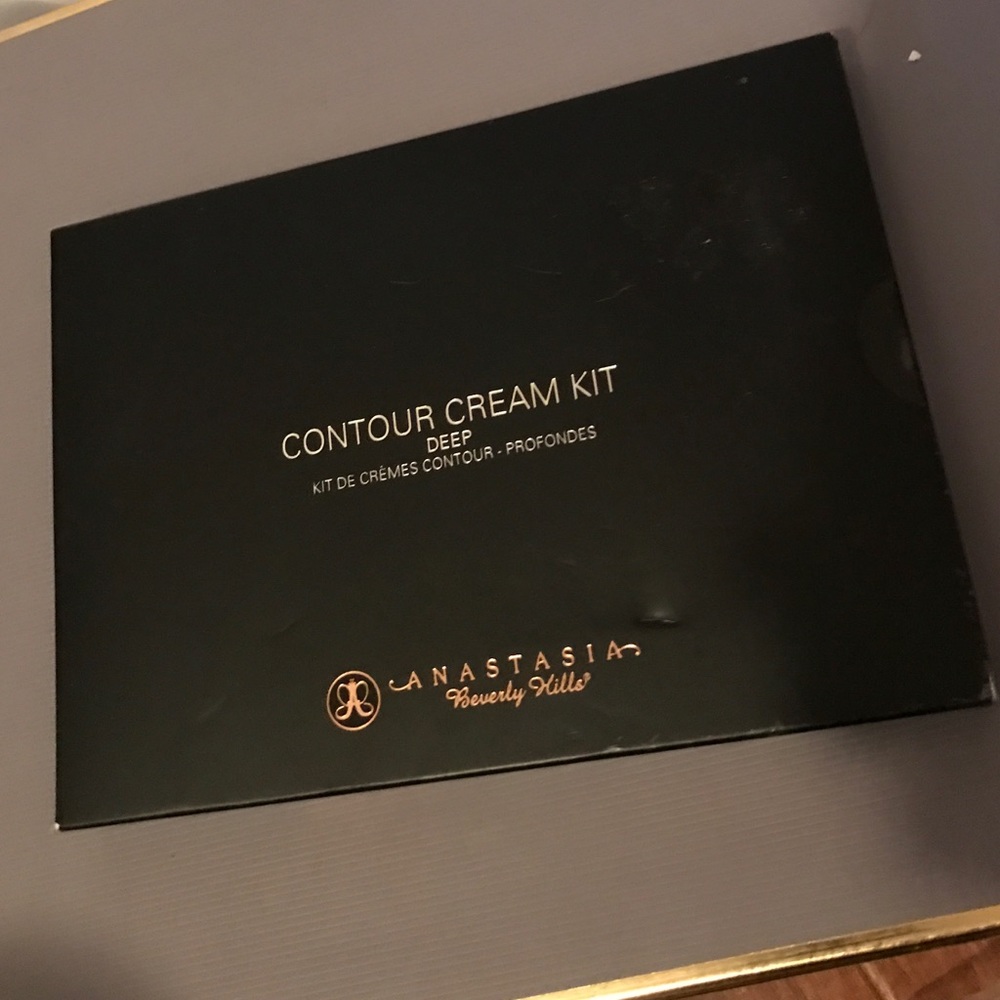 CONTOUR CREAM KIT
DEEP
KIT DE CRÈMES CONTOUR - PROFONDES
ANASTASIA
Beverly Hills®